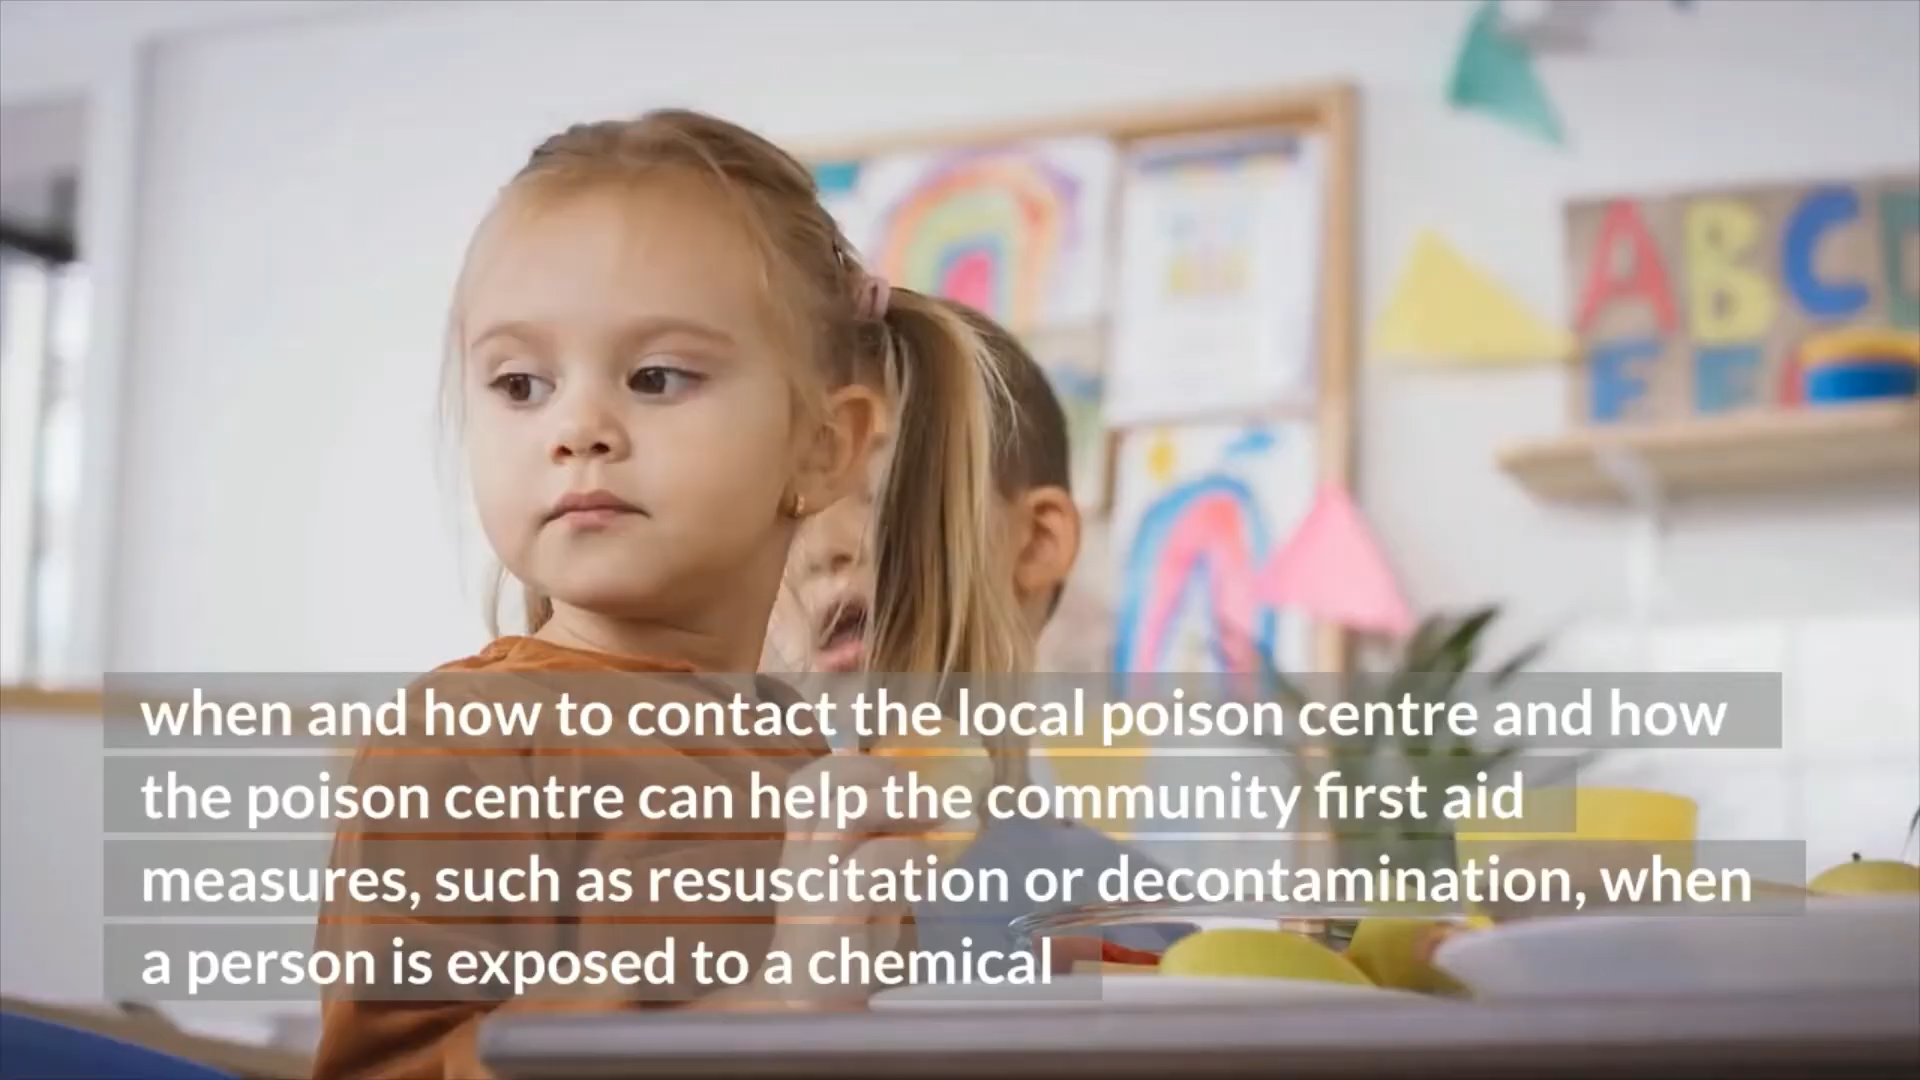 A B C
F E
when and how to contact the local poison centre and how
the poison centre can help the community first aid
measures, such as resuscitation or decontamination, when
a person is exposed to a chemical